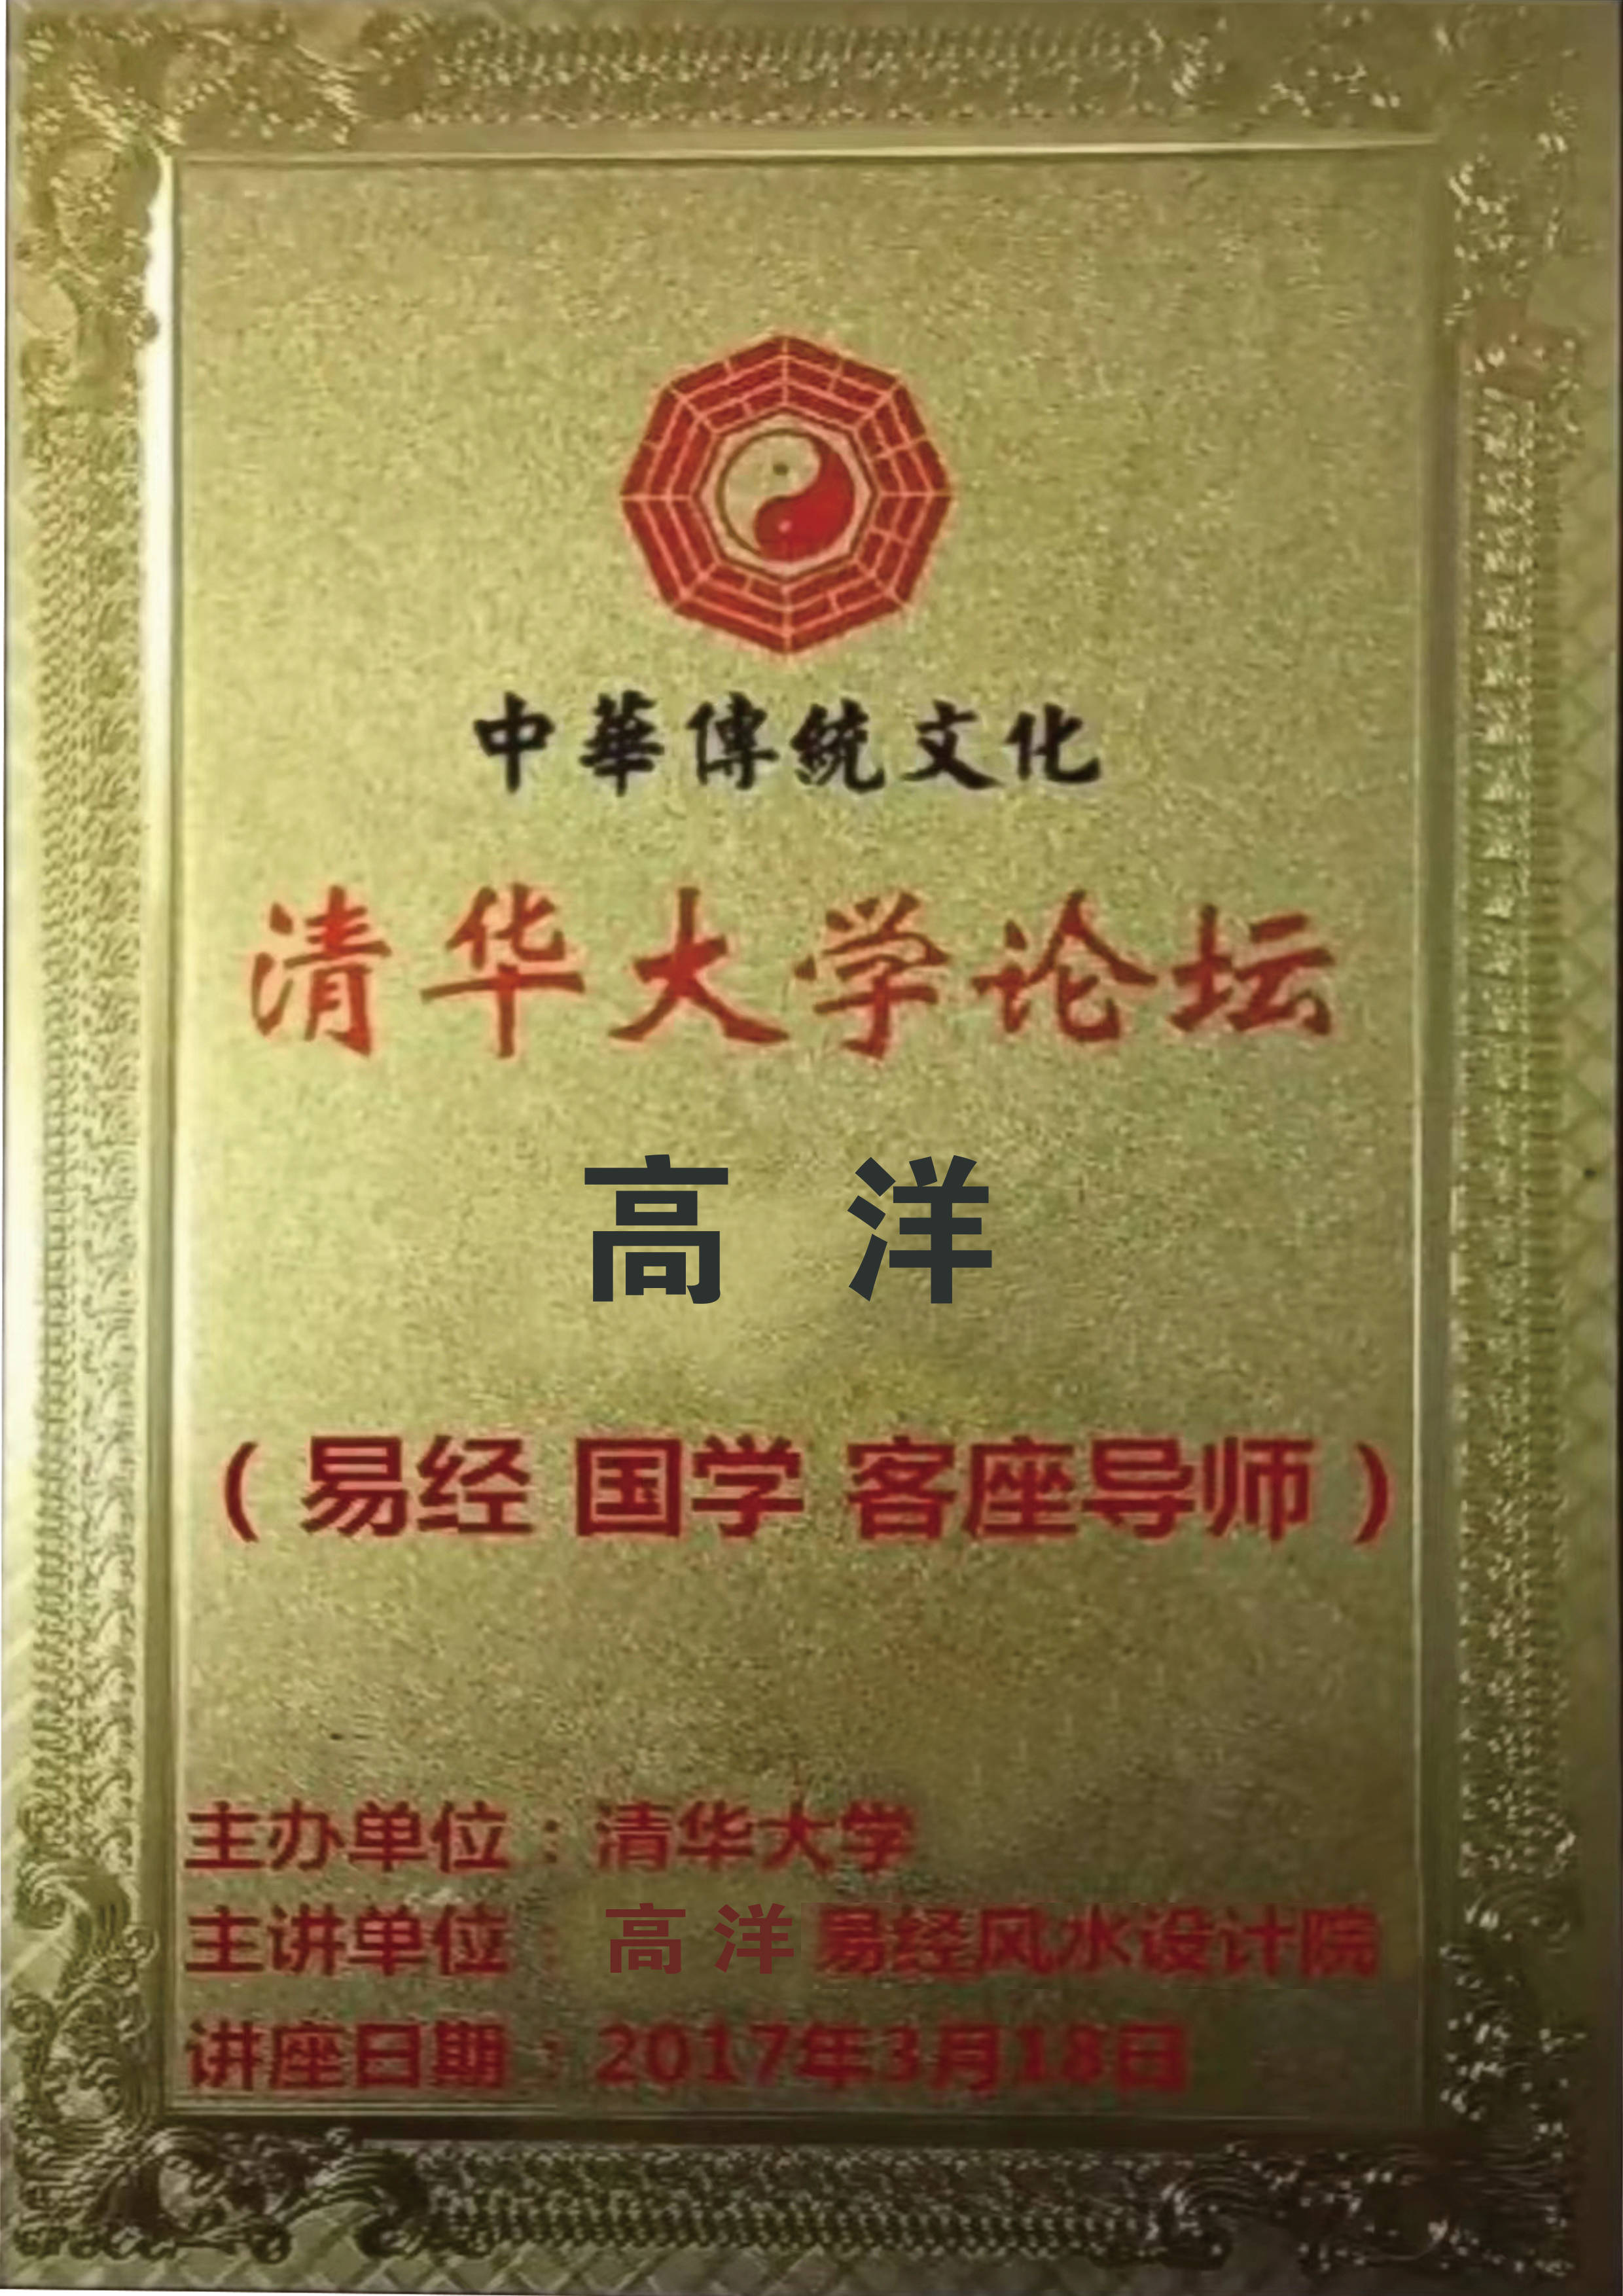 中華傳統文化
清华大学论坛
高 洋
（易经 国学 客座导师）
主办单位：清华大学
主讲单位：高 洋 易经风水设计院
讲座日期：2017年3月18日